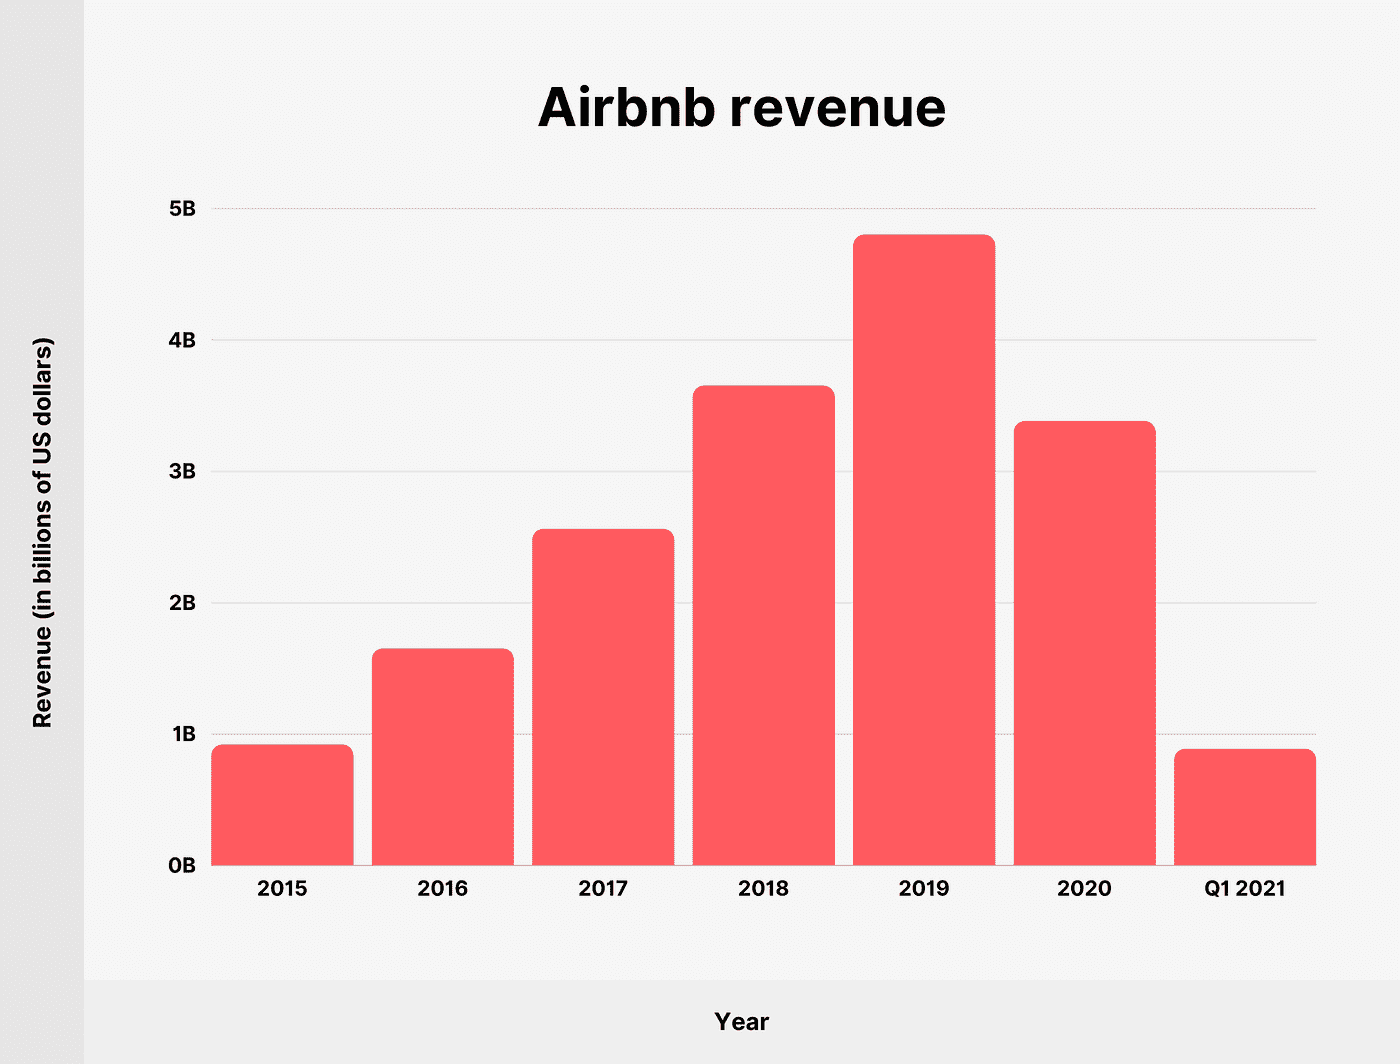 Airbnb revenue
Revenue (in billions of US dollars)
5B
4B
3B
2B
1B
0B
2015 2016 2017 2018 2019 2020 Q1 2021
Year